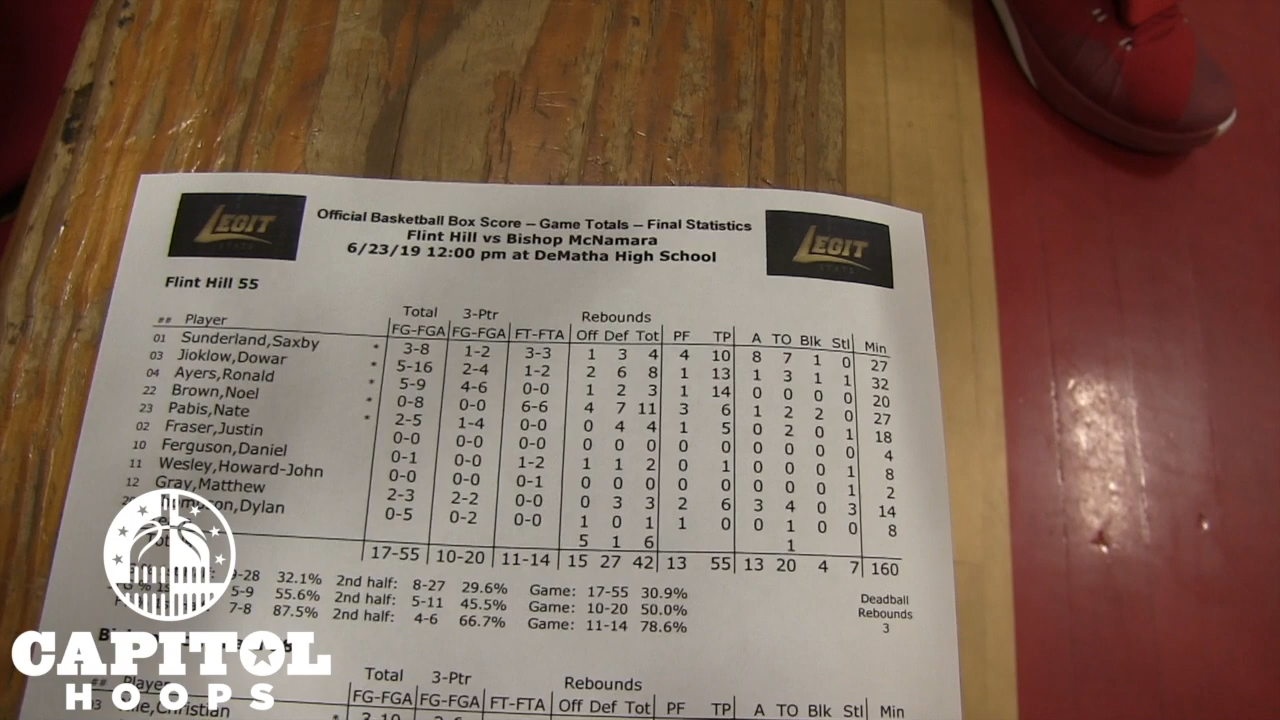 LEGIT
STATE
Official Basketball Box Score -- Game Totals -- Final Statistics
Flint Hill vs Bishop McNamara
6/23/19 12:00 pm at DeMatha High School
LEGIT
STATE
Flint Hill 55
Total 3-Ptr Rebounds
## Player FG-FGA FG-FGA FT-FTA Off Def Tot PF TP A TO Blk Stl Min
01 Sunderland,Saxby * 3-8 1-2 3-3 1 3 4 4 10 8 7 1 0 27
03 Jioklow,Dowar * 5-16 2-4 1-2 2 6 8 1 13 1 3 1 1 32
04 Ayers,Ronald * 5-9 4-6 0-0 1 2 3 1 14 0 0 0 0 20
22 Brown,Noel * 0-8 0-0 6-6 4 7 11 3 6 1 2 2 0 27
23 Pabis,Nate * 2-5 1-4 0-0 0 4 4 1 5 0 2 0 1 18
02 Fraser,Justin 0-0 0-0 0-0 0 0 0 0 0 0 0 0 0 4
10 Ferguson,Daniel 0-1 0-0 1-2 1 1 2 0 1 0 0 0 1 8
11 Wesley,Howard-John 0-0 0-0 0-1 0 0 0 0 0 0 0 0 1 2
12 Gray,Matthew 2-3 2-2 0-0 0 3 3 2 6 3 4 0 3 14
Thompson,Dylan 0-5 0-2 0-0 1 0 1 1 0 0 1 0 0 8
5 1 6 1
17-55 10-20 11-14 15 27 42 13 55 13 20 4 7 160
9-28 32.1% 2nd half: 8-27 29.6% Game: 17-55 30.9%
5-9 55.6% 2nd half: 5-11 45.5% Game: 10-20 50.0%
7-8 87.5% 2nd half: 4-6 66.7% Game: 11-14 78.6%
Deadball
Rebounds
3
Total 3-Ptr Rebounds
## Player FG-FGA FG-FGA FT-FTA Off Def Tot PF TP A TO Blk Stl Min
03 Christian * 3-10
CAPITOL
HOOPS